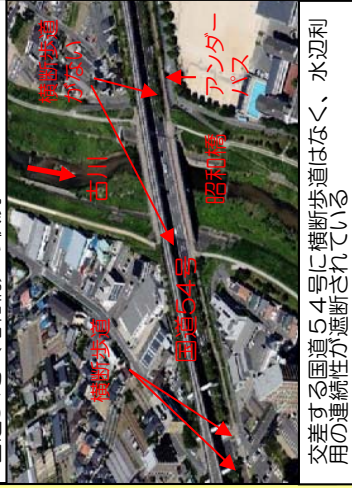 横断歩道
がない
古川
アンダー
パス
昭和橋
国道54号
横断歩道
交差する国道54号に横断歩道はなく、水辺利
用の連続性が遮断されている